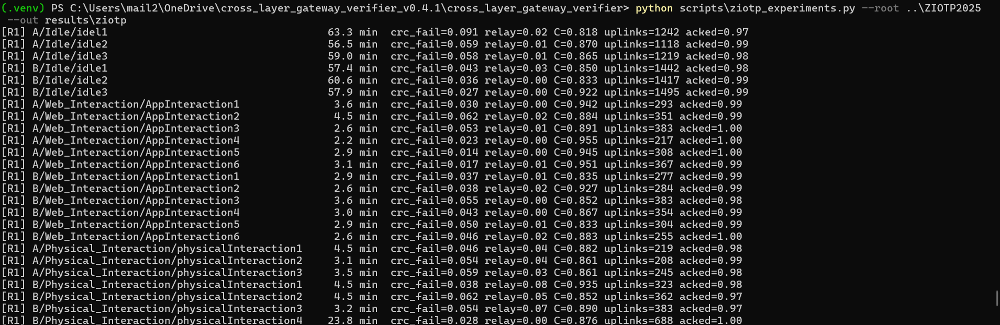 (.venv) PS C:\Users\mail2\OneDrive\cross_layer_gateway_verifier_v0.4.1\cross_layer_gateway_verifier> python scripts\ziotp_experiments.py --root ..\ZIOTP2025
--out results\ziotp
[R1] A/Idle/idel1 63.3 min crc_fail=0.091 relay=0.02 C=0.818 uplinks=1242 acked=0.97
[R1] A/Idle/idle2 56.5 min crc_fail=0.059 relay=0.01 C=0.870 uplinks=1118 acked=0.99
[R1] A/Idle/idle3 59.0 min crc_fail=0.058 relay=0.01 C=0.865 uplinks=1219 acked=0.98
[R1] B/Idle/idle1 57.4 min crc_fail=0.043 relay=0.03 C=0.850 uplinks=1442 acked=0.98
[R1] B/Idle/idle2 60.6 min crc_fail=0.036 relay=0.00 C=0.833 uplinks=1417 acked=0.99
[R1] B/Idle/idle3 57.9 min crc_fail=0.027 relay=0.00 C=0.922 uplinks=1495 acked=0.99
[R1] A/Web_Interaction/AppInteraction1 3.6 min crc_fail=0.030 relay=0.00 C=0.942 uplinks=293 acked=0.99
[R1] A/Web_Interaction/AppInteraction2 4.5 min crc_fail=0.062 relay=0.02 C=0.884 uplinks=351 acked=0.99
[R1] A/Web_Interaction/AppInteraction3 2.6 min crc_fail=0.053 relay=0.01 C=0.891 uplinks=383 acked=1.00
[R1] A/Web_Interaction/AppInteraction4 2.2 min crc_fail=0.023 relay=0.00 C=0.955 uplinks=217 acked=1.00
[R1] A/Web_Interaction/AppInteraction5 2.9 min crc_fail=0.014 relay=0.00 C=0.945 uplinks=308 acked=1.00
[R1] A/Web_Interaction/AppInteraction6 3.1 min crc_fail=0.017 relay=0.01 C=0.951 uplinks=367 acked=0.99
[R1] B/Web_Interaction/AppInteraction1 2.9 min crc_fail=0.037 relay=0.01 C=0.835 uplinks=277 acked=0.99
[R1] B/Web_Interaction/AppInteraction2 2.6 min crc_fail=0.038 relay=0.02 C=0.927 uplinks=284 acked=0.99
[R1] B/Web_Interaction/AppInteraction3 3.6 min crc_fail=0.055 relay=0.00 C=0.852 uplinks=383 acked=0.98
[R1] B/Web_Interaction/AppInteraction4 3.0 min crc_fail=0.043 relay=0.00 C=0.867 uplinks=354 acked=0.99
[R1] B/Web_Interaction/AppInteraction5 2.9 min crc_fail=0.050 relay=0.01 C=0.833 uplinks=304 acked=0.99
[R1] B/Web_Interaction/AppInteraction6 2.6 min crc_fail=0.046 relay=0.02 C=0.883 uplinks=255 acked=1.00
[R1] A/Physical_Interaction/physicalInteraction1 4.5 min crc_fail=0.046 relay=0.04 C=0.882 uplinks=219 acked=0.98
[R1] A/Physical_Interaction/physicalInteraction2 3.1 min crc_fail=0.054 relay=0.04 C=0.861 uplinks=208 acked=0.99
[R1] A/Physical_Interaction/physicalInteraction3 3.5 min crc_fail=0.059 relay=0.03 C=0.861 uplinks=245 acked=0.98
[R1] B/Physical_Interaction/physicalInteraction1 4.5 min crc_fail=0.038 relay=0.08 C=0.935 uplinks=323 acked=0.98
[R1] B/Physical_Interaction/physicalInteraction2 4.5 min crc_fail=0.062 relay=0.05 C=0.852 uplinks=362 acked=0.97
[R1] B/Physical_Interaction/physicalInteraction3 3.2 min crc_fail=0.054 relay=0.07 C=0.890 uplinks=383 acked=0.97
[R1] B/Physical_Interaction/physicalInteraction4 23.8 min crc_fail=0.028 relay=0.00 C=0.876 uplinks=688 acked=1.00